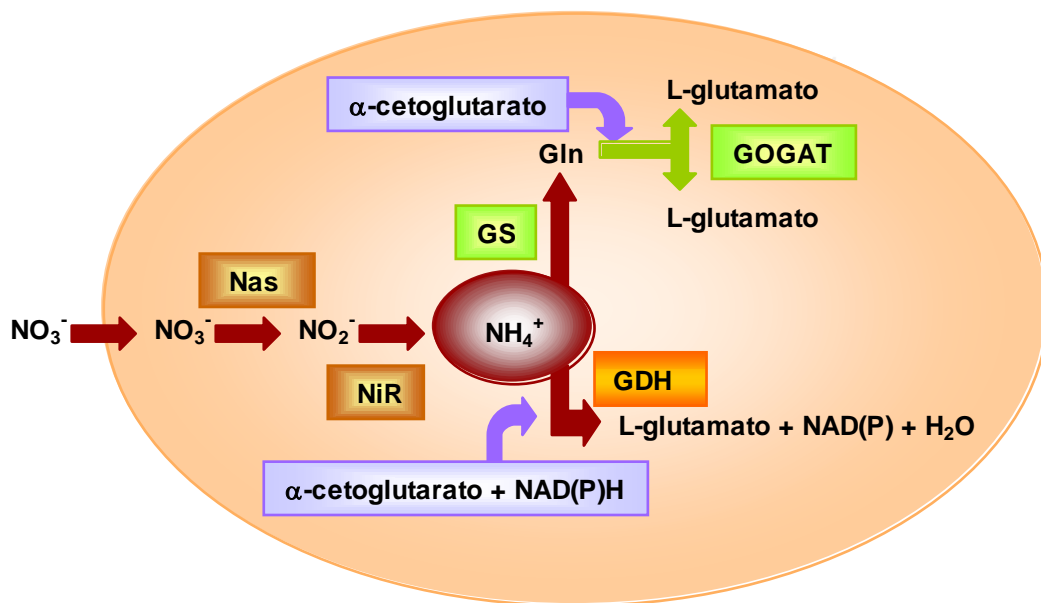 α-cetoglutarato
L-glutamato
Gln
GOGAT
L-glutamato
GS
Nas
NO₃⁻
NO₃⁻
NO₂⁻
NH₄⁺
NiR
GDH
L-glutamato + NAD(P) + H₂O
α-cetoglutarato + NAD(P)H